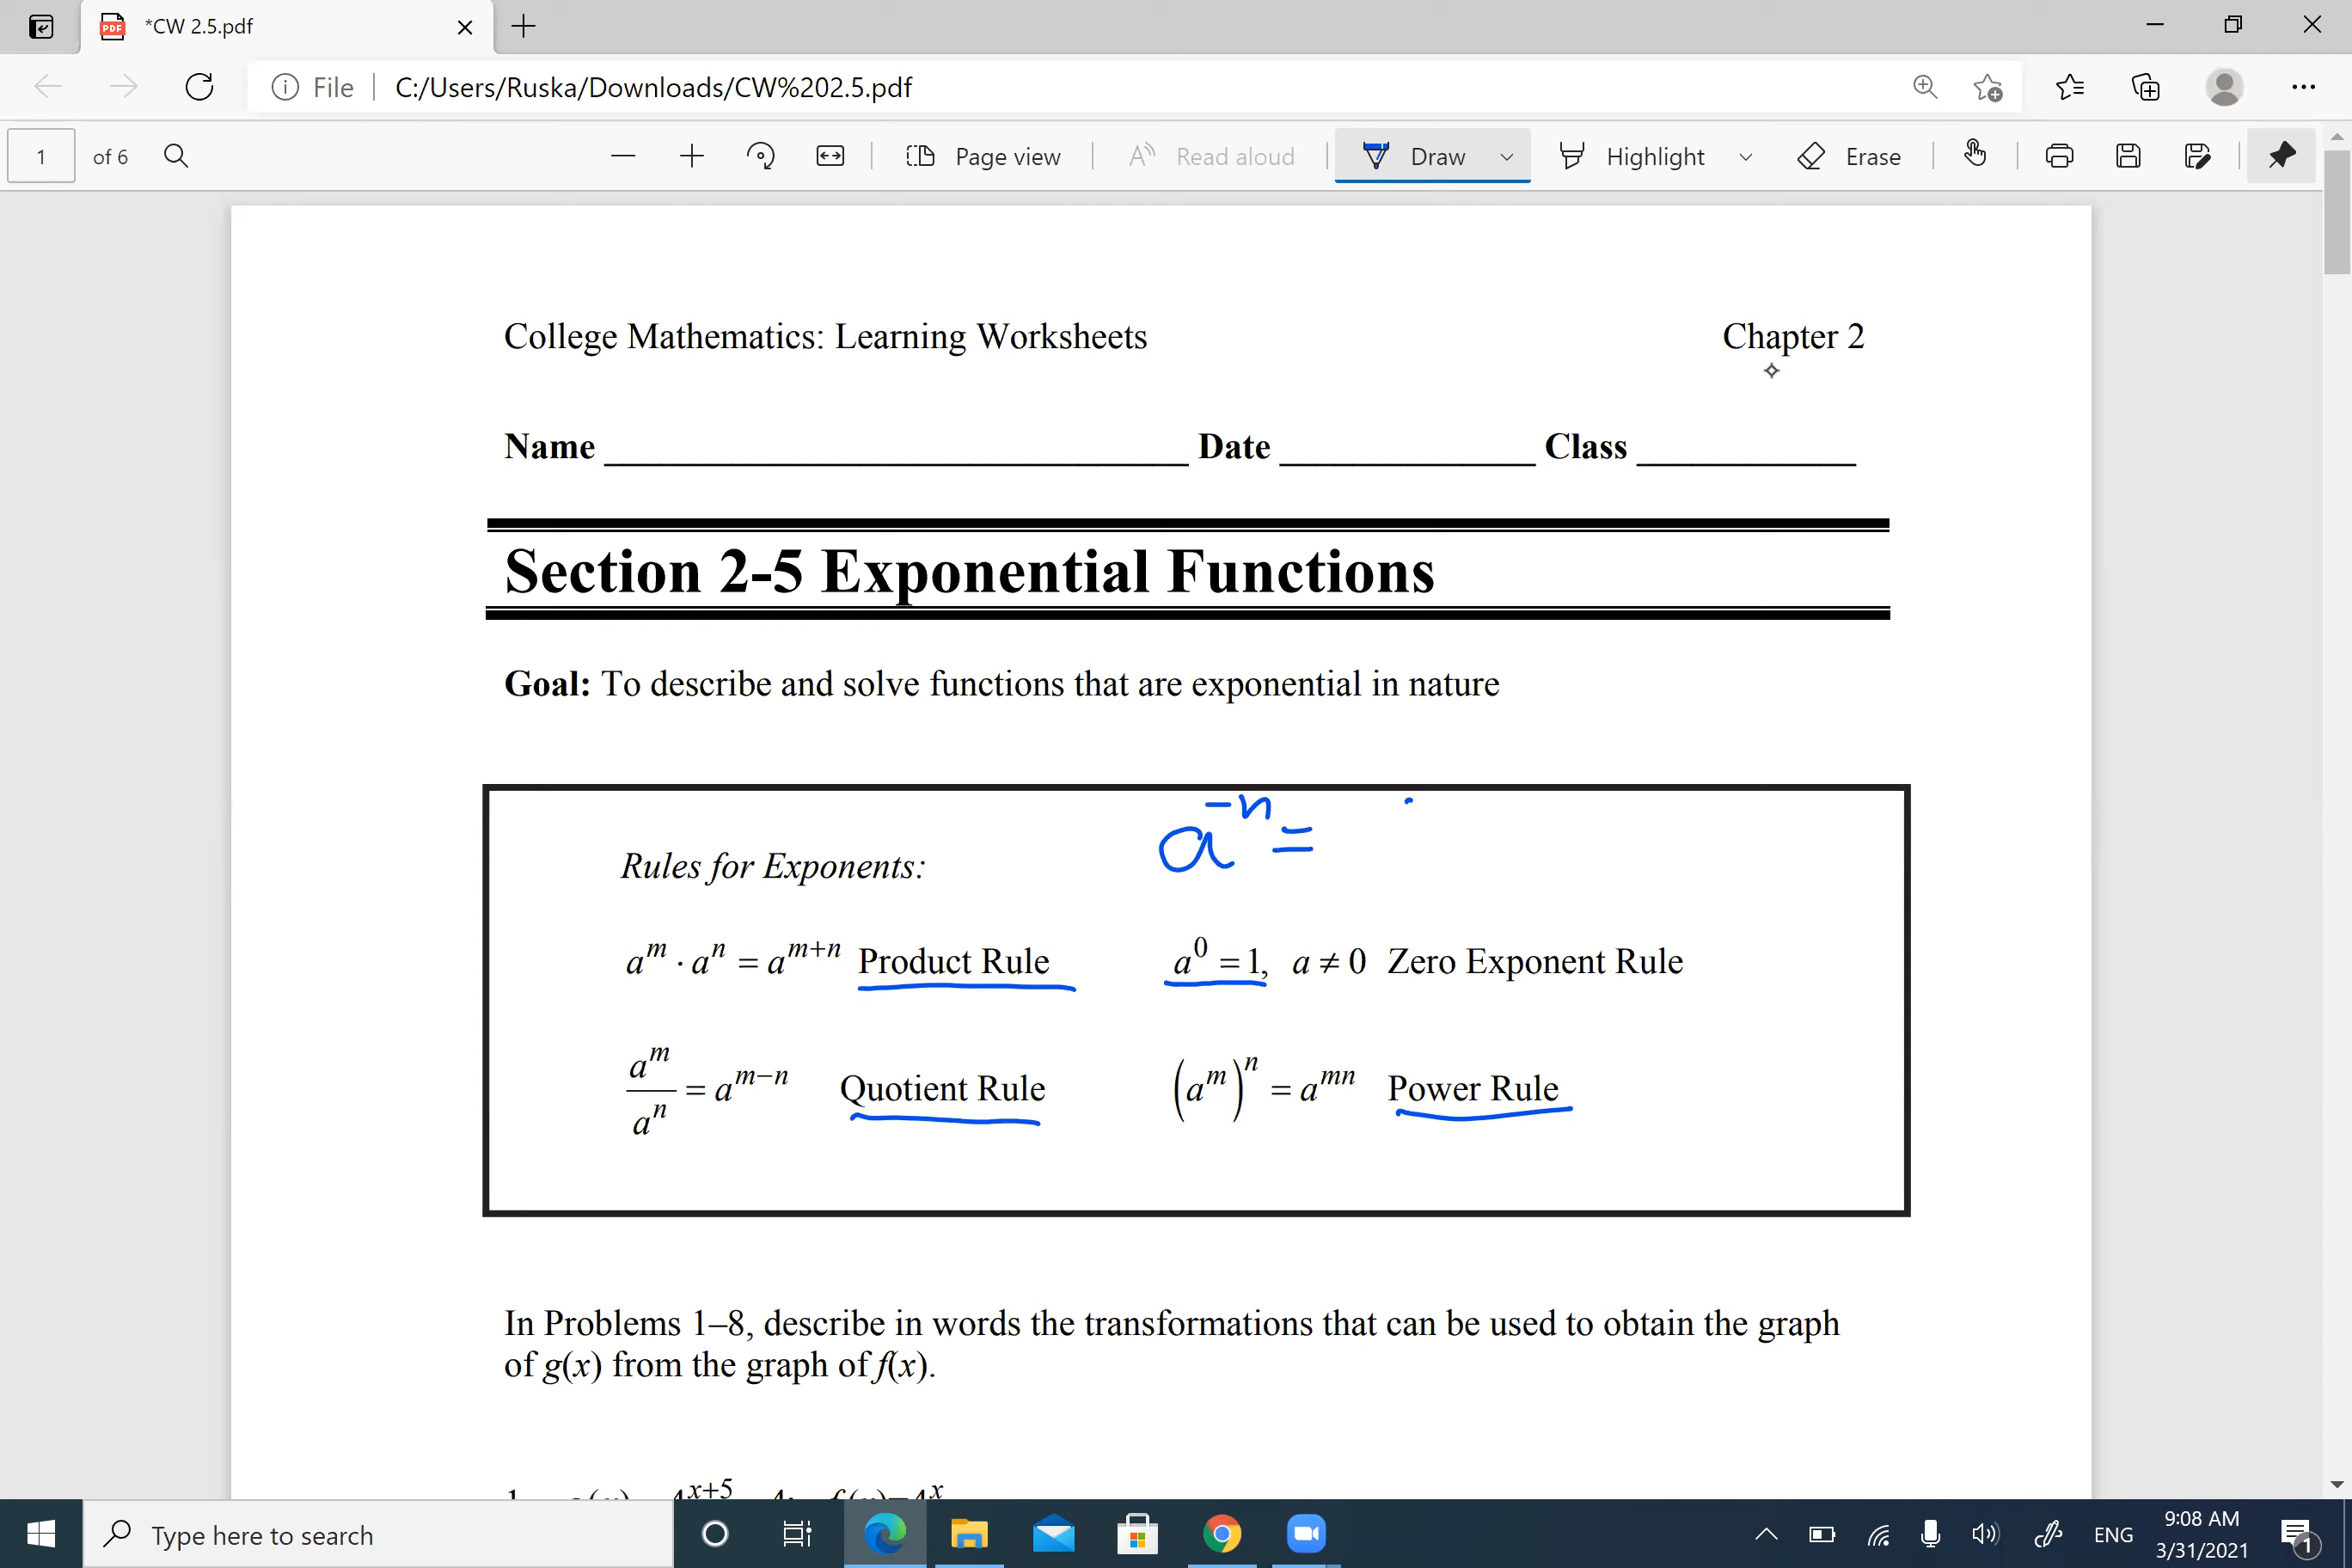 *CW 2.5.pdf
File | C:/Users/Ruska/Downloads/CW%202.5.pdf
1 of 6 Page view Read aloud Draw Highlight Erase
College Mathematics: Learning Worksheets Chapter 2
Name ______________ Date ______________ Class ______________
Section 2-5 Exponential Functions
Goal: To describe and solve functions that are exponential in nature
a^{-n} =
Rules for Exponents:
a^m · a^n = a^{m+n} Product Rule a^0 = 1, a ≠ 0 Zero Exponent Rule
a^m / a^n = a^{m-n} Quotient Rule (a^m)^n = a^{mn} Power Rule
In Problems 1–8, describe in words the transformations that can be used to obtain the graph
of g(x) from the graph of f(x).
Type here to search ENG 9:08 AM
3/31/2021 1